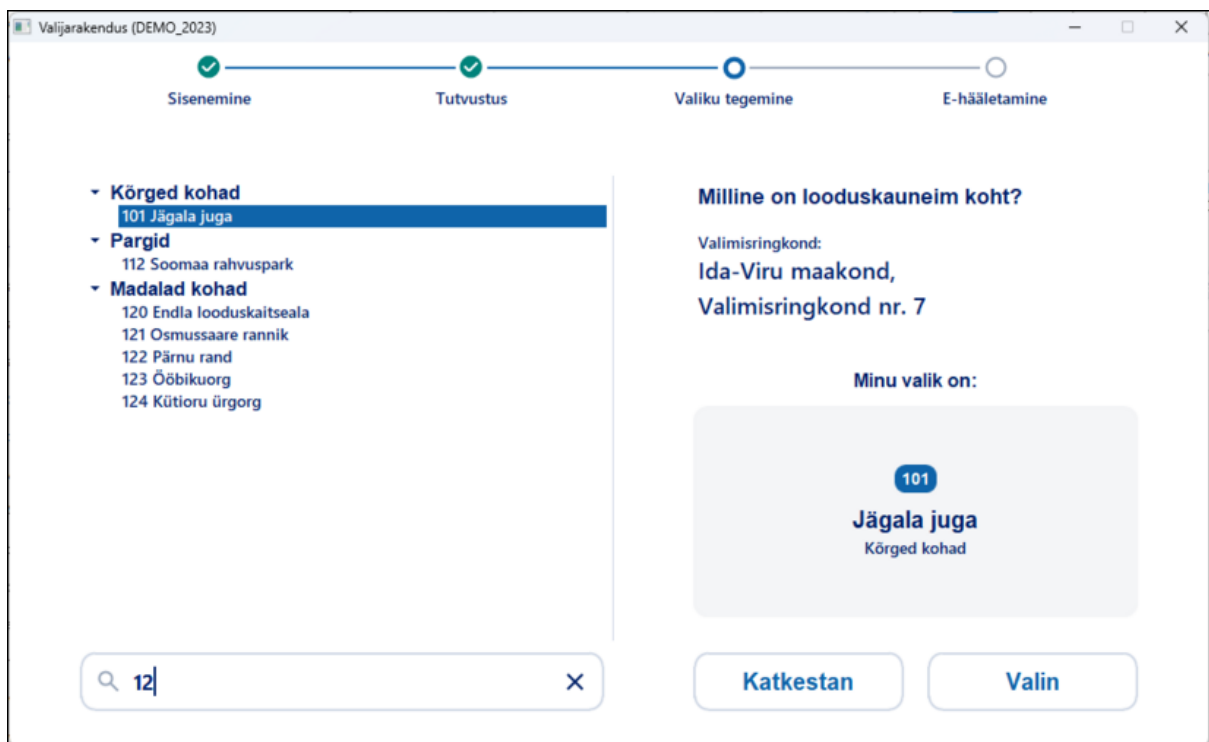 Valijarakendus (DEMO_2023)
Sisenemine
Tutvustus
Valiku tegemine
E-hääletamine
Kõrged kohad
101 Jägala juga
Pargid
112 Soomaa rahvuspark
Madalad kohad
120 Endla looduskaitseala
121 Osmussaare rannik
122 Pärnu rand
123 Ööbikuorg
124 Kütioru ürgorg
12
Milline on looduskauneim koht?
Valimisringkond:
Ida-Viru maakond,
Valimisringkond nr. 7
Minu valik on:
101
Jägala juga
Kõrged kohad
Katkestan
Valin